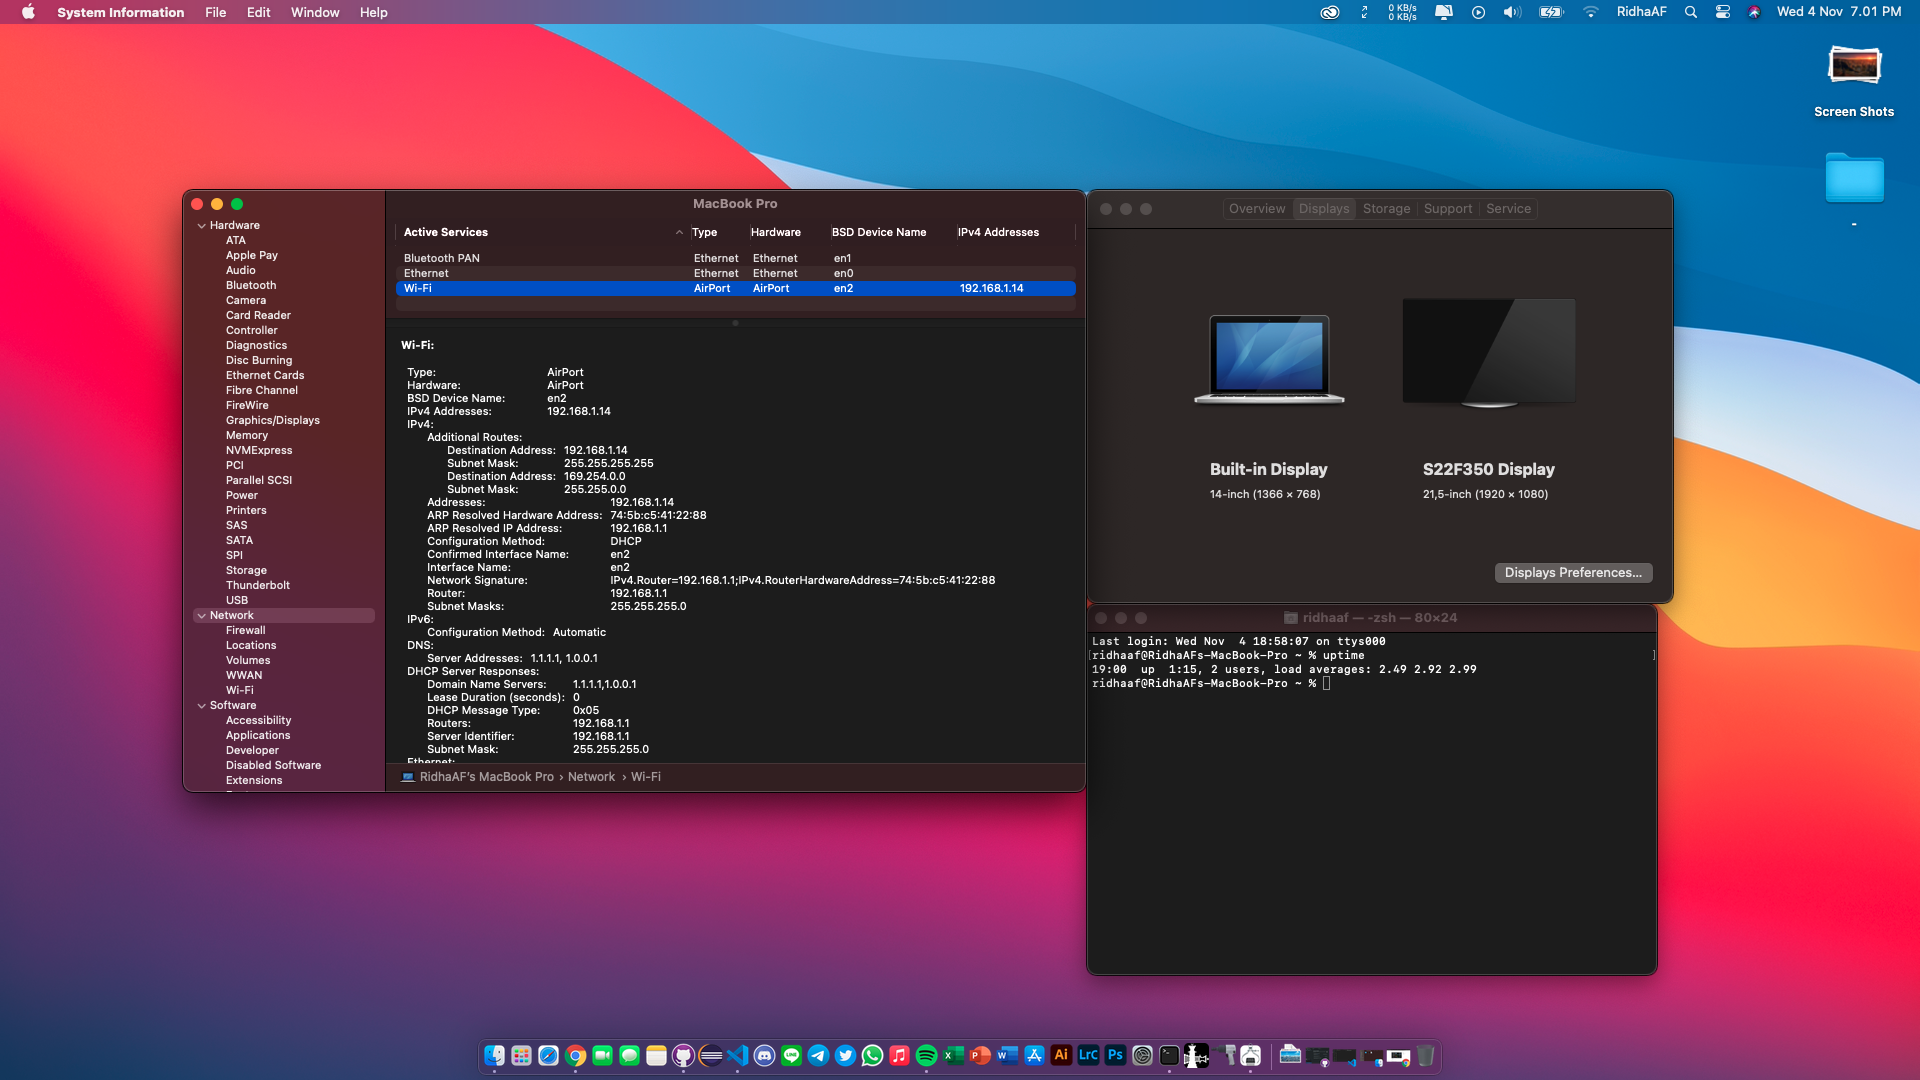 System Information File Edit Window Help
0 KB/s
0 KB/s
RidhaAF
Wed 4 Nov 7.01 PM
Screen Shots
-
MacBook Pro
Hardware
ATA
Apple Pay
Audio
Bluetooth
Camera
Card Reader
Controller
Diagnostics
Disc Burning
Ethernet Cards
Fibre Channel
FireWire
Graphics/Displays
Memory
NVMExpress
PCI
Parallel SCSI
Power
Printers
SAS
SATA
SPI
Storage
Thunderbolt
USB
Network
Firewall
Locations
Volumes
WWAN
Wi-Fi
Software
Accessibility
Applications
Developer
Disabled Software
Extensions
Active Services Type Hardware BSD Device Name IPv4 Addresses
Bluetooth PAN Ethernet Ethernet en1
Ethernet Ethernet Ethernet en0
Wi-Fi AirPort AirPort en2 192.168.1.14
Wi-Fi:
Type: AirPort
Hardware: AirPort
BSD Device Name: en2
IPv4 Addresses: 192.168.1.14
IPv4:
Additional Routes:
Destination Address: 192.168.1.14
Subnet Mask: 255.255.255.255
Destination Address: 169.254.0.0
Subnet Mask: 255.255.0.0
Addresses: 192.168.1.14
ARP Resolved Hardware Address: 74:5b:c5:41:22:88
ARP Resolved IP Address: 192.168.1.1
Configuration Method: DHCP
Confirmed Interface Name: en2
Interface Name: en2
Network Signature: IPv4.Router=192.168.1.1;IPv4.RouterHardwareAddress=74:5b:c5:41:22:88
Router: 192.168.1.1
Subnet Masks: 255.255.255.0
IPv6:
Configuration Method: Automatic
DNS:
Server Addresses: 1.1.1.1, 1.0.0.1
DHCP Server Responses:
Domain Name Servers: 1.1.1.1,1.0.0.1
Lease Duration (seconds): 0
DHCP Message Type: 0x05
Routers: 192.168.1.1
Server Identifier: 192.168.1.1
Subnet Mask: 255.255.255.0
Ethernet:
RidhaAF's MacBook Pro › Network › Wi-Fi
Overview Displays Storage Support Service
Built-in Display
14-inch (1366 × 768)
S22F350 Display
21,5-inch (1920 × 1080)
Displays Preferences...
ridhaaf — -zsh — 80×24
Last login: Wed Nov  4 18:58:07 on ttys000
[ridhaaf@RidhaAFs-MacBook-Pro ~ % uptime ]
19:00  up  1:15, 2 users, load averages: 2.49 2.92 2.99
ridhaaf@RidhaAFs-MacBook-Pro ~ %
LINE X P W Ai LrC Ps